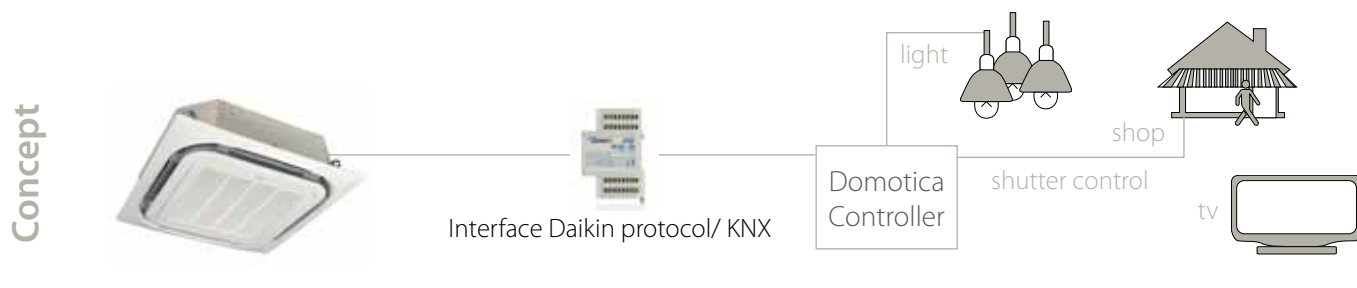 Concept
Interface Daikin protocol/ KNX
Domotica
Controller
light
shop
shutter control
tv